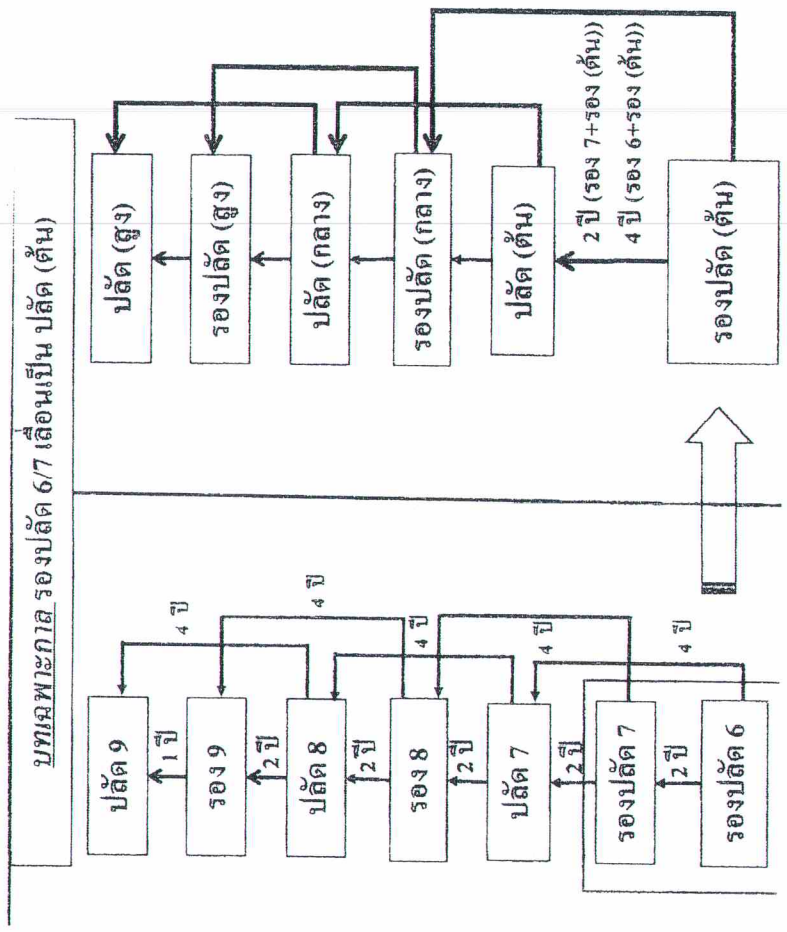 บทเฉพาะกาล รองปลัด 6/7 เลื่อนเป็น ปลัด (ต้น)
ปลัด 9
1 ปี
4 ปี
รอง 9
2 ปี
4 ปี
ปลัด 8
2 ปี
4 ปี
รอง 8
2 ปี
4 ปี
ปลัด 7
2 ปี
4 ปี
รองปลัด 7
2 ปี
รองปลัด 6
ปลัด (สูง)
รองปลัด (สูง)
ปลัด (กลาง)
รองปลัด (กลาง)
ปลัด (ต้น)
2 ปี (รอง 7+รอง (ต้น))
4 ปี (รอง 6+รอง (ต้น))
รองปลัด (ต้น)